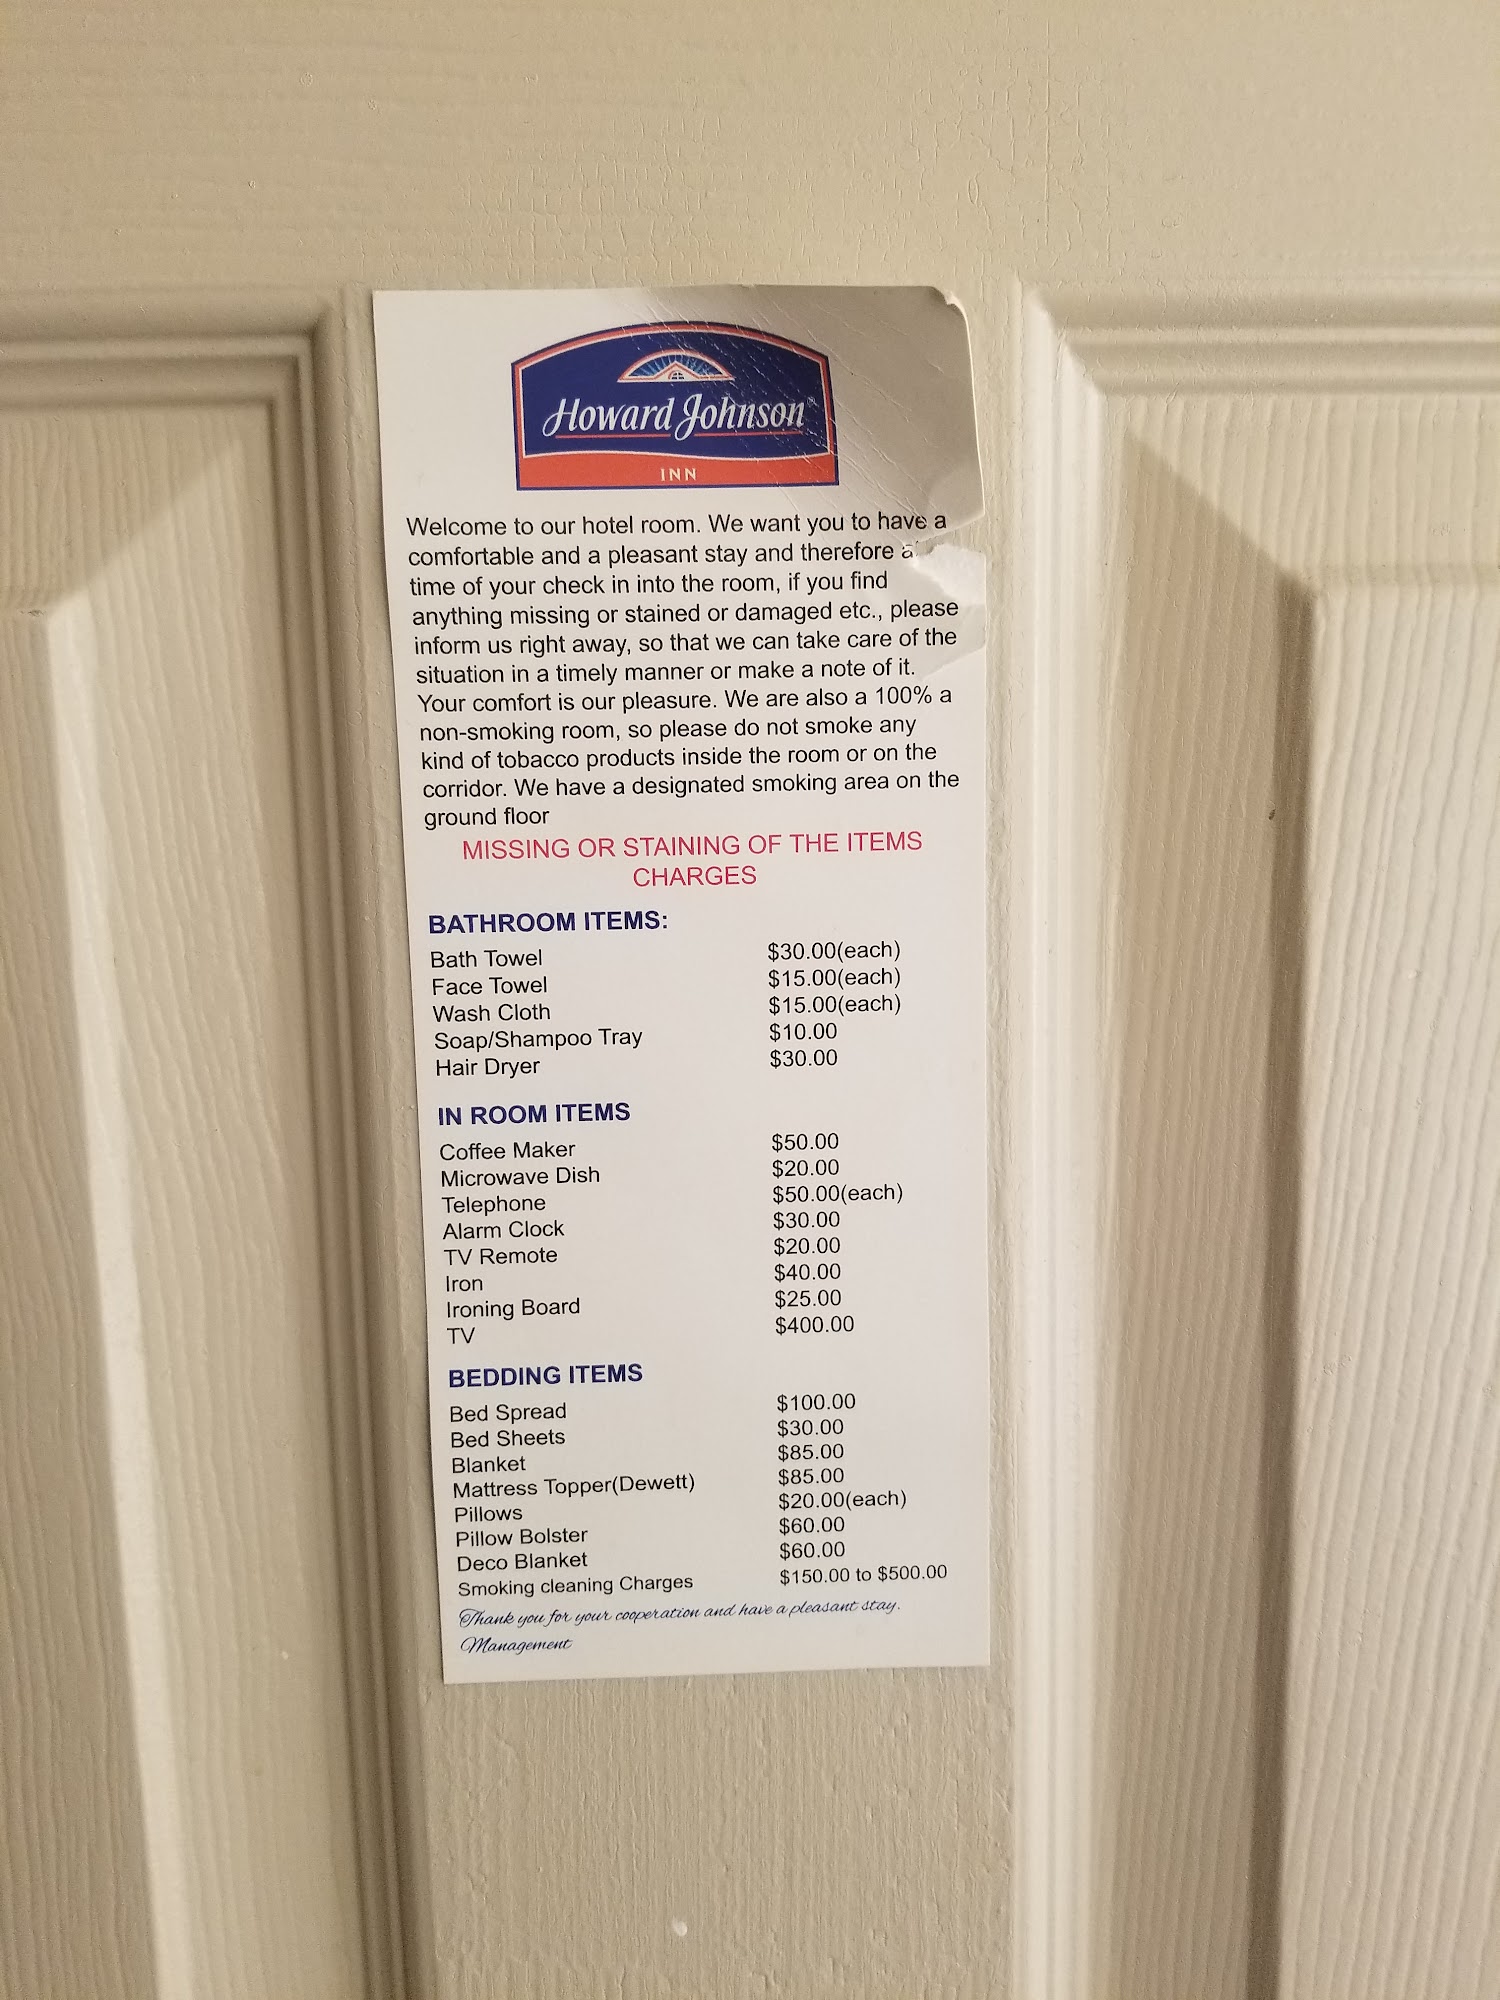 Howard Johnson®
INN
Welcome to our hotel room. We want you to have a
comfortable and a pleasant stay and therefore
time of your check in into the room, if you find
anything missing or stained or damaged etc., please
inform us right away, so that we can take care of the
situation in a timely manner or make a note of it.
Your comfort is our pleasure. We are also a 100% a
non-smoking room, so please do not smoke any
kind of tobacco products inside the room or on the
corridor. We have a designated smoking area on the
ground floor
MISSING OR STAINING OF THE ITEMS
CHARGES
BATHROOM ITEMS:
Bath Towel $30.00(each)
Face Towel $15.00(each)
Wash Cloth $15.00(each)
Soap/Shampoo Tray $10.00
Hair Dryer $30.00
IN ROOM ITEMS
Coffee Maker $50.00
Microwave Dish $20.00
Telephone $50.00(each)
Alarm Clock $30.00
TV Remote $20.00
Iron $40.00
Ironing Board $25.00
TV $400.00
BEDDING ITEMS
Bed Spread $100.00
Bed Sheets $30.00
Blanket $85.00
Mattress Topper(Dewett) $85.00
Pillows $20.00(each)
Pillow Bolster $60.00
Deco Blanket $60.00
Smoking cleaning Charges $150.00 to $500.00
Thank you for your cooperation and have a pleasant stay.
Management